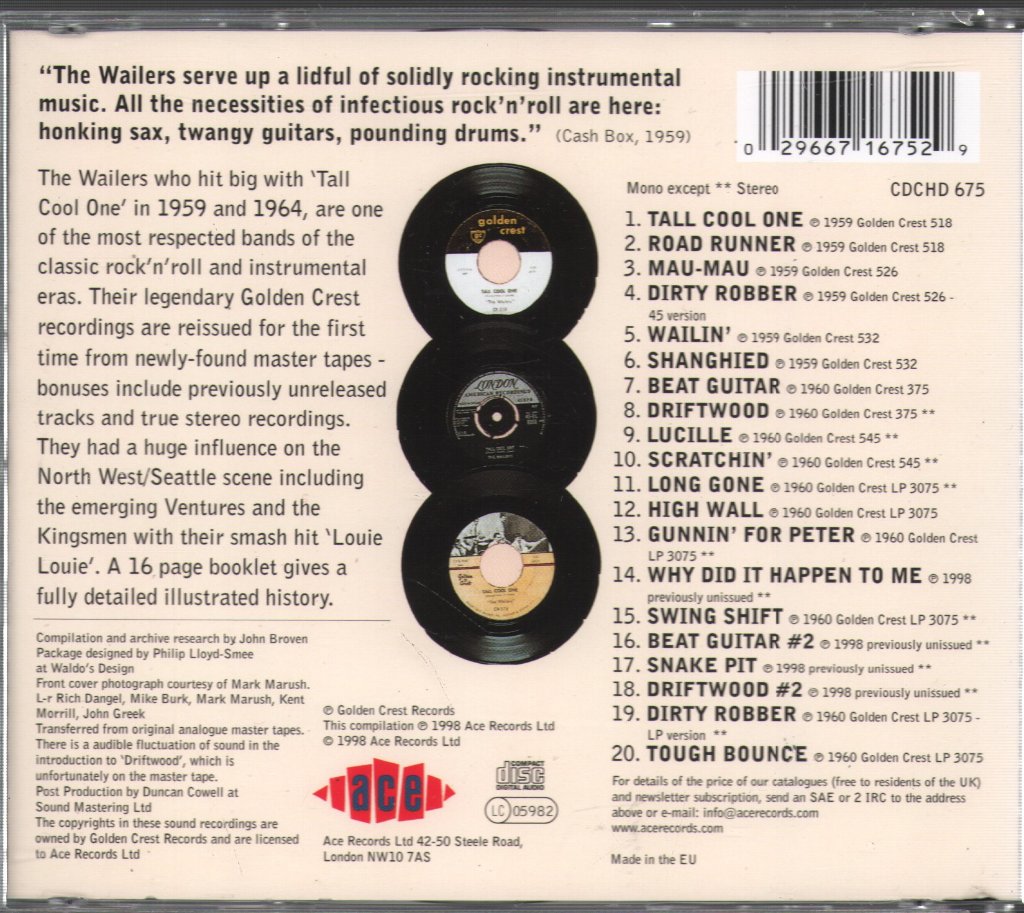 “The Wailers serve up a lidful of solidly rocking instrumental
music. All the necessities of infectious rock’n’roll are here:
honking sax, twangy guitars, pounding drums.” (Cash Box, 1959)
0 29667 16752 9
The Wailers who hit big with ‘Tall
Cool One’ in 1959 and 1964, are one
of the most respected bands of the
classic rock’n’roll and instrumental
eras. Their legendary Golden Crest
recordings are reissued for the first
time from newly-found master tapes -
bonuses include previously unreleased
tracks and true stereo recordings.
They had a huge influence on the
North West/Seattle scene including
the emerging Ventures and the
Kingsmen with their smash hit ‘Louie
Louie’. A 16 page booklet gives a
fully detailed illustrated history.
Compilation and archive research by John Broven
Package designed by Philip Lloyd-Smee
at Waldo’s Design
Front cover photograph courtesy of Mark Marush.
L-r Rich Dangel, Mike Burk, Mark Marush, Kent
Morrill, John Greek
Transferred from original analogue master tapes.
There is a audible fluctuation of sound in the
introduction to ‘Driftwood’, which is
unfortunately on the master tape.
Post Production by Duncan Cowell at
Sound Mastering Ltd
The copyrights in these sound recordings are
owned by Golden Crest Records and are licensed
to Ace Records Ltd
golden
crest
TALL COOL ONE
LONDON
AMERICAN RECORDINGS
TALL COOL ONE
℗ Golden Crest Records
This compilation ℗ 1998 Ace Records Ltd
© 1998 Ace Records Ltd
ace
COMPACT
disc
DIGITAL AUDIO
LC 05982
Ace Records Ltd 42-50 Steele Road,
London NW10 7AS
Mono except ** Stereo CDCHD 675
1. TALL COOL ONE ℗ 1959 Golden Crest 518
2. ROAD RUNNER ℗ 1959 Golden Crest 518
3. MAU-MAU ℗ 1959 Golden Crest 526
4. DIRTY ROBBER ℗ 1959 Golden Crest 526 -
45 version
5. WAILIN’ ℗ 1959 Golden Crest 532
6. SHANGHIED ℗ 1959 Golden Crest 532
7. BEAT GUITAR ℗ 1960 Golden Crest 375
8. DRIFTWOOD ℗ 1960 Golden Crest 375 **
9. LUCILLE ℗ 1960 Golden Crest 545 **
10. SCRATCHIN’ ℗ 1960 Golden Crest 545 **
11. LONG GONE ℗ 1960 Golden Crest LP 3075 **
12. HIGH WALL ℗ 1960 Golden Crest LP 3075
13. GUNNIN’ FOR PETER ℗ 1960 Golden Crest
LP 3075 **
14. WHY DID IT HAPPEN TO ME ℗ 1998
previously unissued **
15. SWING SHIFT ℗ 1960 Golden Crest LP 3075 **
16. BEAT GUITAR #2 ℗ 1998 previously unissued **
17. SNAKE PIT ℗ 1998 previously unissued **
18. DRIFTWOOD #2 ℗ 1998 previously unissued **
19. DIRTY ROBBER ℗ 1960 Golden Crest LP 3075 -
LP version **
20. TOUGH BOUNCE ℗ 1960 Golden Crest LP 3075
For details of the price of our catalogues (free to residents of the UK)
and newsletter subscription, send an SAE or 2 IRC to the address
above or e-mail: info@acerecords.com
www.acerecords.com
Made in the EU